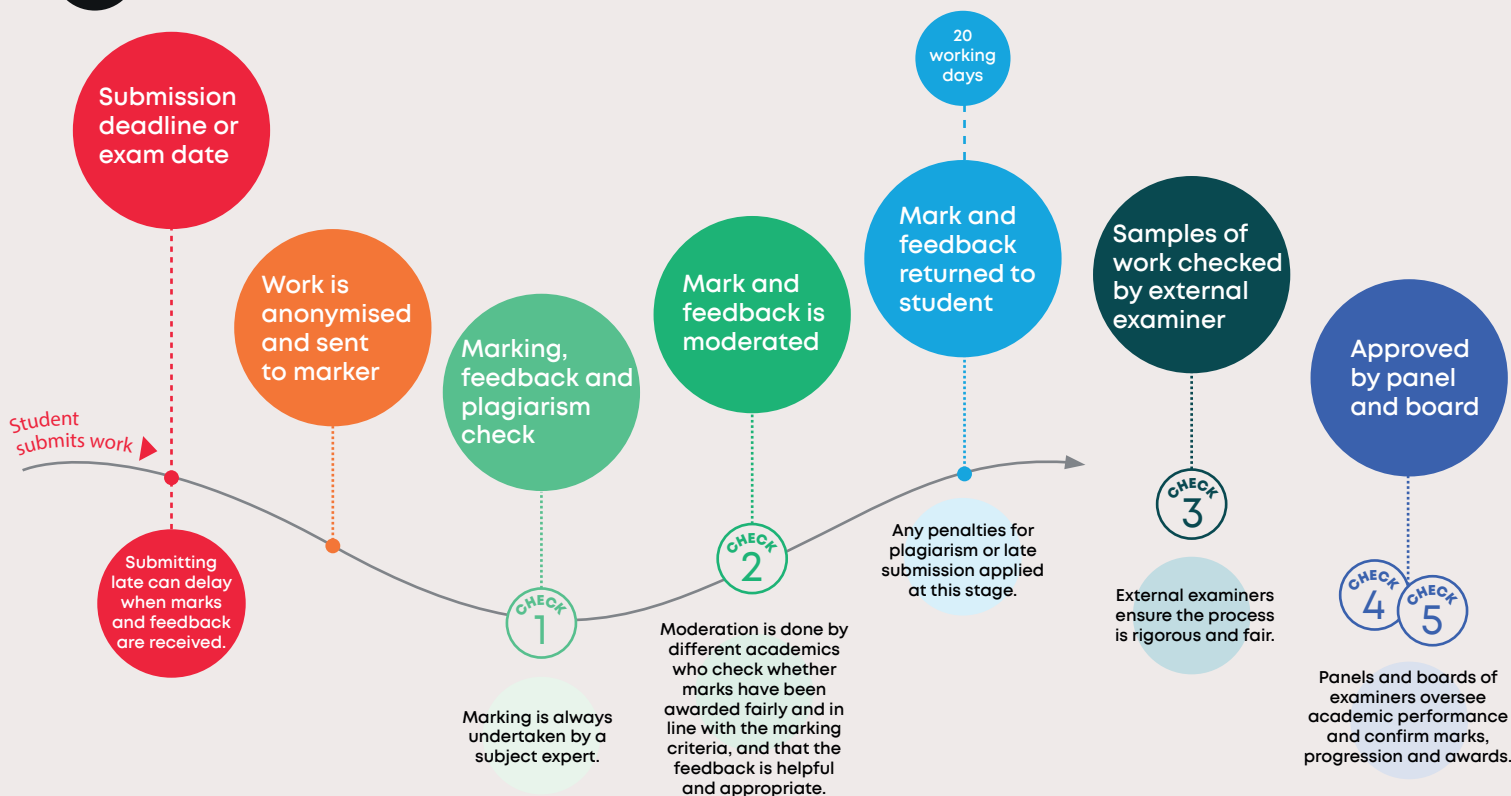 Submission
deadline or
exam date
Student
submits work
Submitting
late can delay
when marks
and feedback
are received.
Work is
anonymised
and sent
to marker
Marking,
feedback and
plagiarism
check
CHECK
1
Marking is always
undertaken by a
subject expert.
Mark and
feedback is
moderated
CHECK
2
Moderation is done by
different academics
who check whether
marks have been
awarded fairly and in
line with the marking
criteria, and that the
feedback is helpful
and appropriate.
20
working
days
Mark and
feedback
returned to
student
Any penalties for
plagiarism or late
submission applied
at this stage.
Samples of
work checked
by external
examiner
CHECK
3
External examiners
ensure the process
is rigorous and fair.
Approved
by panel
and board
CHECK
4
CHECK
5
Panels and boards of
examiners oversee
academic performance
and confirm marks,
progression and awards.